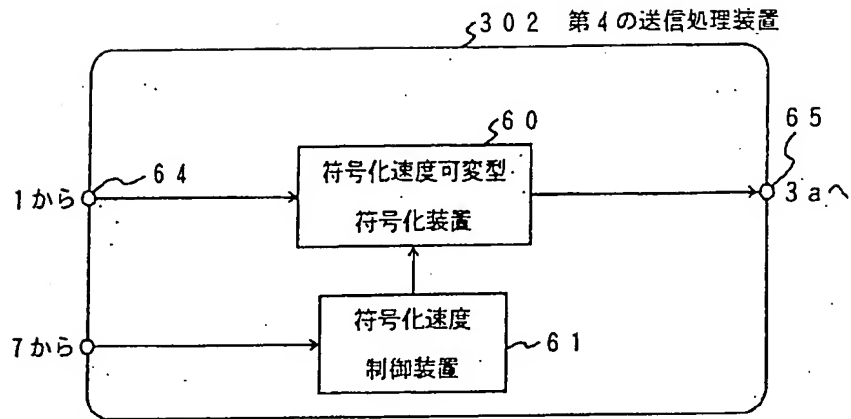 302 第4の送信処理装置
60
65
64
1から
符号化速度可変型
符号化装置
3aへ
符号化速度
制御装置
7から
61